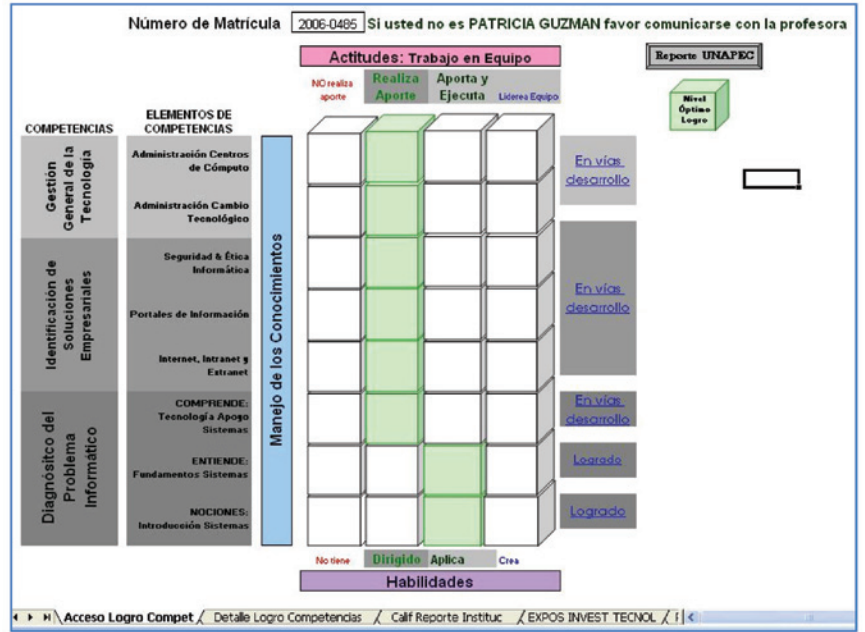 Número de Matrícula 2006-0485 Si usted no es PATRICIA GUZMAN favor comunicarse con la profesora
Actitudes: Trabajo en Equipo
Reporte UNAPEC
NO realiza aporte
Realiza Aporte
Aporta y Ejecuta
Liderea Equipo
Nivel
Óptimo
Logro
COMPETENCIAS
ELEMENTOS DE
COMPETENCIAS
Gestión
General de la
Tecnología
Administración Centros
de Cómputo
Administración Cambio
Tecnológico
En vías
desarrollo
Identificación de
Soluciones
Empresariales
Seguridad & Ética
Informática
Portales de Información
Internet, Intranet y
Extranet
En vías
desarrollo
Manejo de los Conocimientos
Diagnósitco del
Problema
Informático
COMPRENDE:
Tecnología Apoyo
Sistemas
En vías
desarrollo
ENTIENDE:
Fundamentos Sistemas
Logrado
NOCIONES:
Introducción Sistemas
Logrado
No tiene Dirigido Aplica Crea
Habilidades
Acceso Logro Compet / Detalle Logro Competencias / Calif Reporte Instituc / EXPOS INVEST TECNOL /